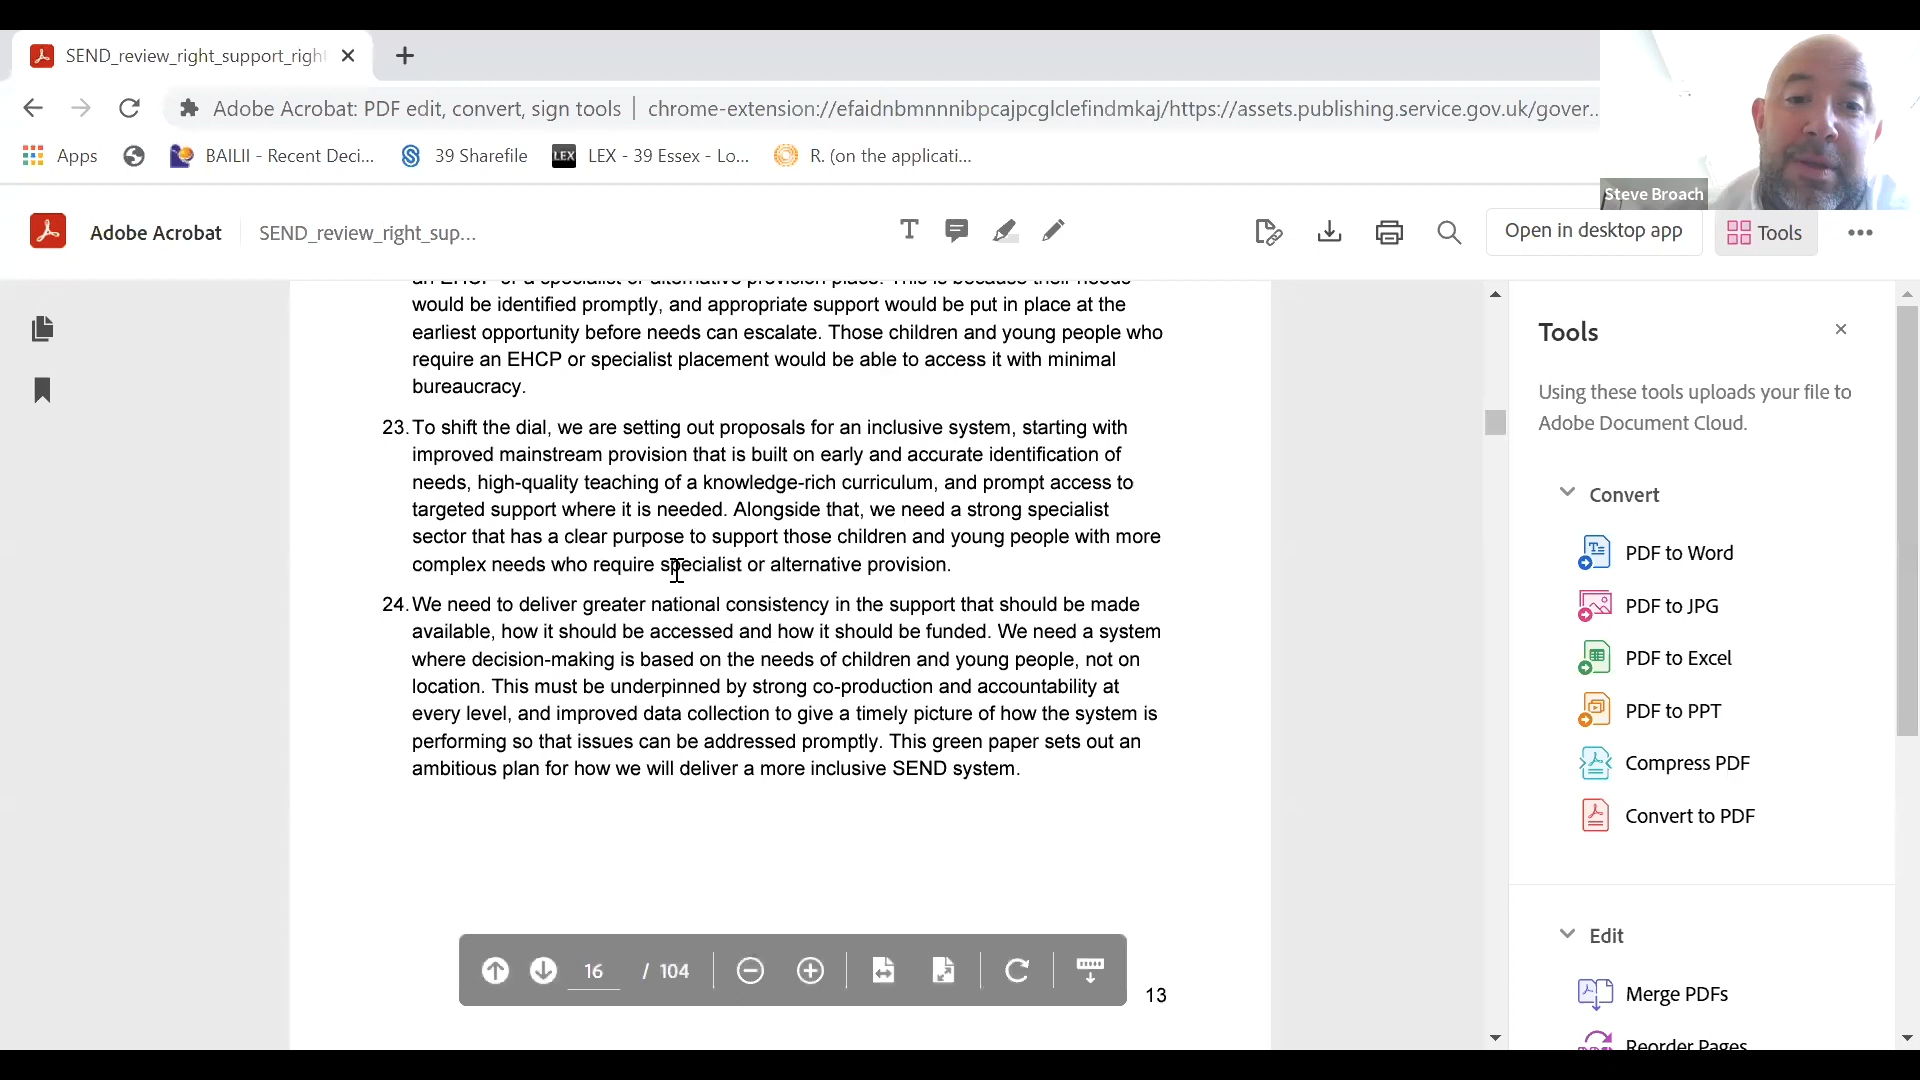 SEND_review_right_support_righ
Adobe Acrobat: PDF edit, convert, sign tools | chrome-extension://efaidnbmnnnibpcajpcglclefindmkaj/https://assets.publishing.service.gov.uk/gover...
Apps
BAILII - Recent Deci...
39 Sharefile
LEX
LEX - 39 Essex - Lo...
R. (on the applicati...
Steve Broach
Adobe Acrobat
SEND_review_right_sup...
Open in desktop app
Tools
would be identified promptly, and appropriate support would be put in place at the
earliest opportunity before needs can escalate. Those children and young people who
require an EHCP or specialist placement would be able to access it with minimal
bureaucracy.
23. To shift the dial, we are setting out proposals for an inclusive system, starting with
improved mainstream provision that is built on early and accurate identification of
needs, high-quality teaching of a knowledge-rich curriculum, and prompt access to
targeted support where it is needed. Alongside that, we need a strong specialist
sector that has a clear purpose to support those children and young people with more
complex needs who require specialist or alternative provision.
24. We need to deliver greater national consistency in the support that should be made
available, how it should be accessed and how it should be funded. We need a system
where decision-making is based on the needs of children and young people, not on
location. This must be underpinned by strong co-production and accountability at
every level, and improved data collection to give a timely picture of how the system is
performing so that issues can be addressed promptly. This green paper sets out an
ambitious plan for how we will deliver a more inclusive SEND system.
16 / 104
13
Tools
Using these tools uploads your file to
Adobe Document Cloud.
Convert
PDF to Word
PDF to JPG
PDF to Excel
PDF to PPT
Compress PDF
Convert to PDF
Edit
Merge PDFs
Reorder Pages